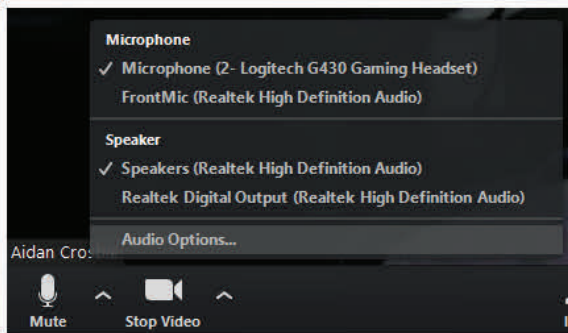 Microphone
Microphone (2- Logitech G430 Gaming Headset)
FrontMic (Realtek High Definition Audio)
Speaker
Speakers (Realtek High Definition Audio)
Realtek Digital Output (Realtek High Definition Audio)
Audio Options...
Aidan
Mute Stop Video